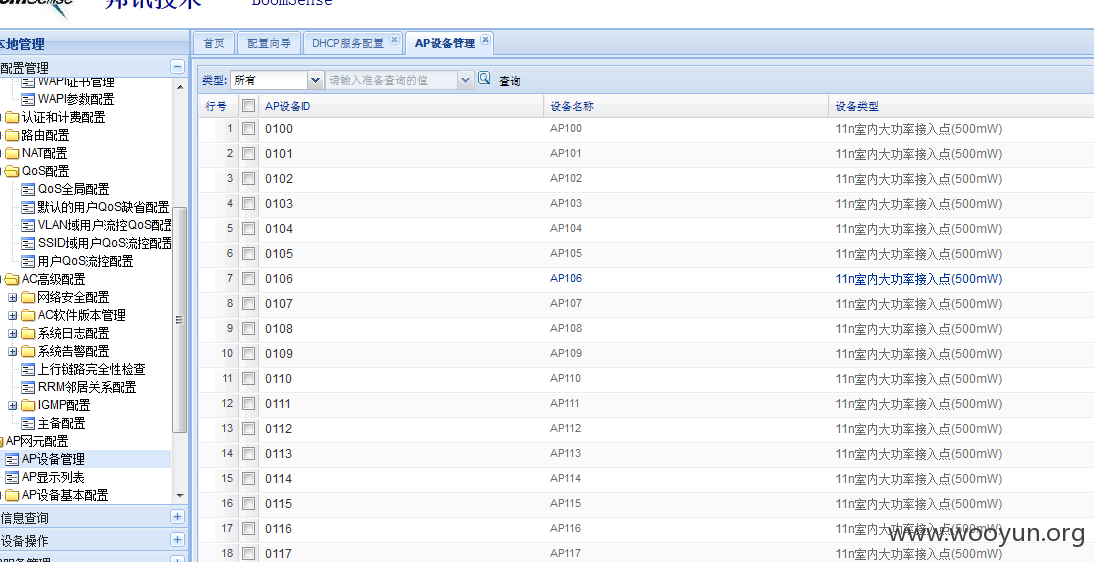 邦讯技术 BoomSense
本地管理
首页 配置向导 DHCP服务配置 AP设备管理
配置管理
WAPI证书管理
WAPI参数配置
认证和计费配置
路由配置
NAT配置
QoS配置
QoS全局配置
默认的用户QoS缺省配置
VLAN域用户流控QoS配置
SSID域用户QoS流控配置
用户QoS流控配置
AC高级配置
网络安全配置
AC软件版本管理
系统日志配置
系统告警配置
上行链路完全性检查
RRM邻居关系配置
IGMP配置
主备配置
AP网元配置
AP设备管理
AP显示列表
AP设备基本配置
信息查询
设备操作
类型: 所有 请输入准备查询的值 查询
行号 AP设备ID 设备名称 设备类型
1 0100 AP100 11n室内大功率接入点(500mW)
2 0101 AP101 11n室内大功率接入点(500mW)
3 0102 AP102 11n室内大功率接入点(500mW)
4 0103 AP103 11n室内大功率接入点(500mW)
5 0104 AP104 11n室内大功率接入点(500mW)
6 0105 AP105 11n室内大功率接入点(500mW)
7 0106 AP106 11n室内大功率接入点(500mW)
8 0107 AP107 11n室内大功率接入点(500mW)
9 0108 AP108 11n室内大功率接入点(500mW)
10 0109 AP109 11n室内大功率接入点(500mW)
11 0110 AP110 11n室内大功率接入点(500mW)
12 0111 AP111 11n室内大功率接入点(500mW)
13 0112 AP112 11n室内大功率接入点(500mW)
14 0113 AP113 11n室内大功率接入点(500mW)
15 0114 AP114 11n室内大功率接入点(500mW)
16 0115 AP115 11n室内大功率接入点(500mW)
17 0116 AP116 11n室内大功率接入点(500mW)
18 0117 AP117 11n室内大功率接入点(500mW)
www.wooyun.org